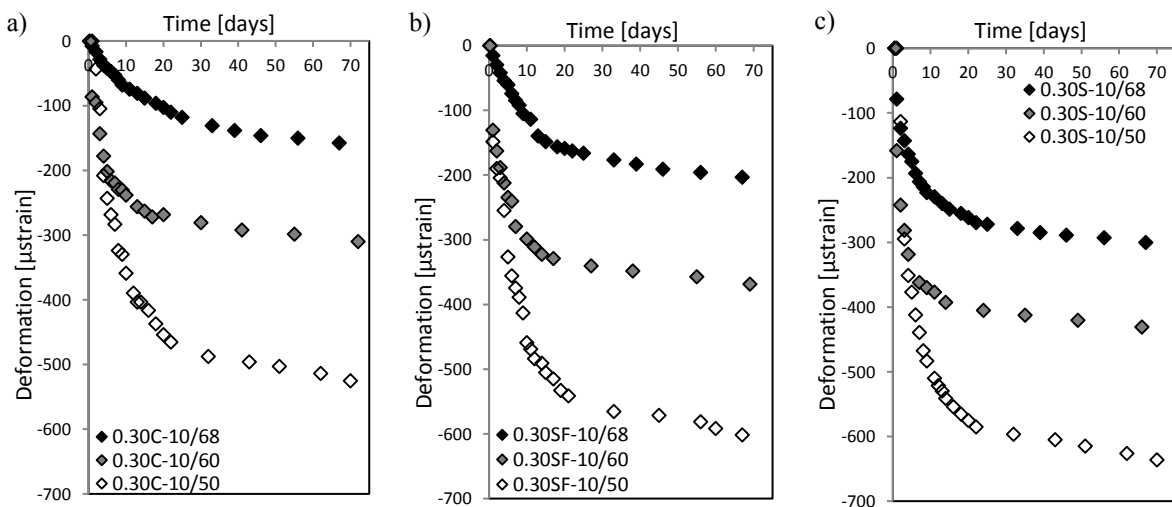 a)
Time [days]
0
0 10 20 30 40 50 60 70
-100
-200
-300
-400
-500
-600
-700
Deformation [µstrain]
0.30C-10/68
0.30C-10/60
0.30C-10/50
b)
Time [days]
0
0 10 20 30 40 50 60 70
-100
-200
-300
-400
-500
-600
-700
Deformation [µstrain]
0.30SF-10/68
0.30SF-10/60
0.30SF-10/50
c)
Time [days]
0
0 10 20 30 40 50 60 70
-100
-200
-300
-400
-500
-600
-700
Deformation [µstrain]
0.30S-10/68
0.30S-10/60
0.30S-10/50